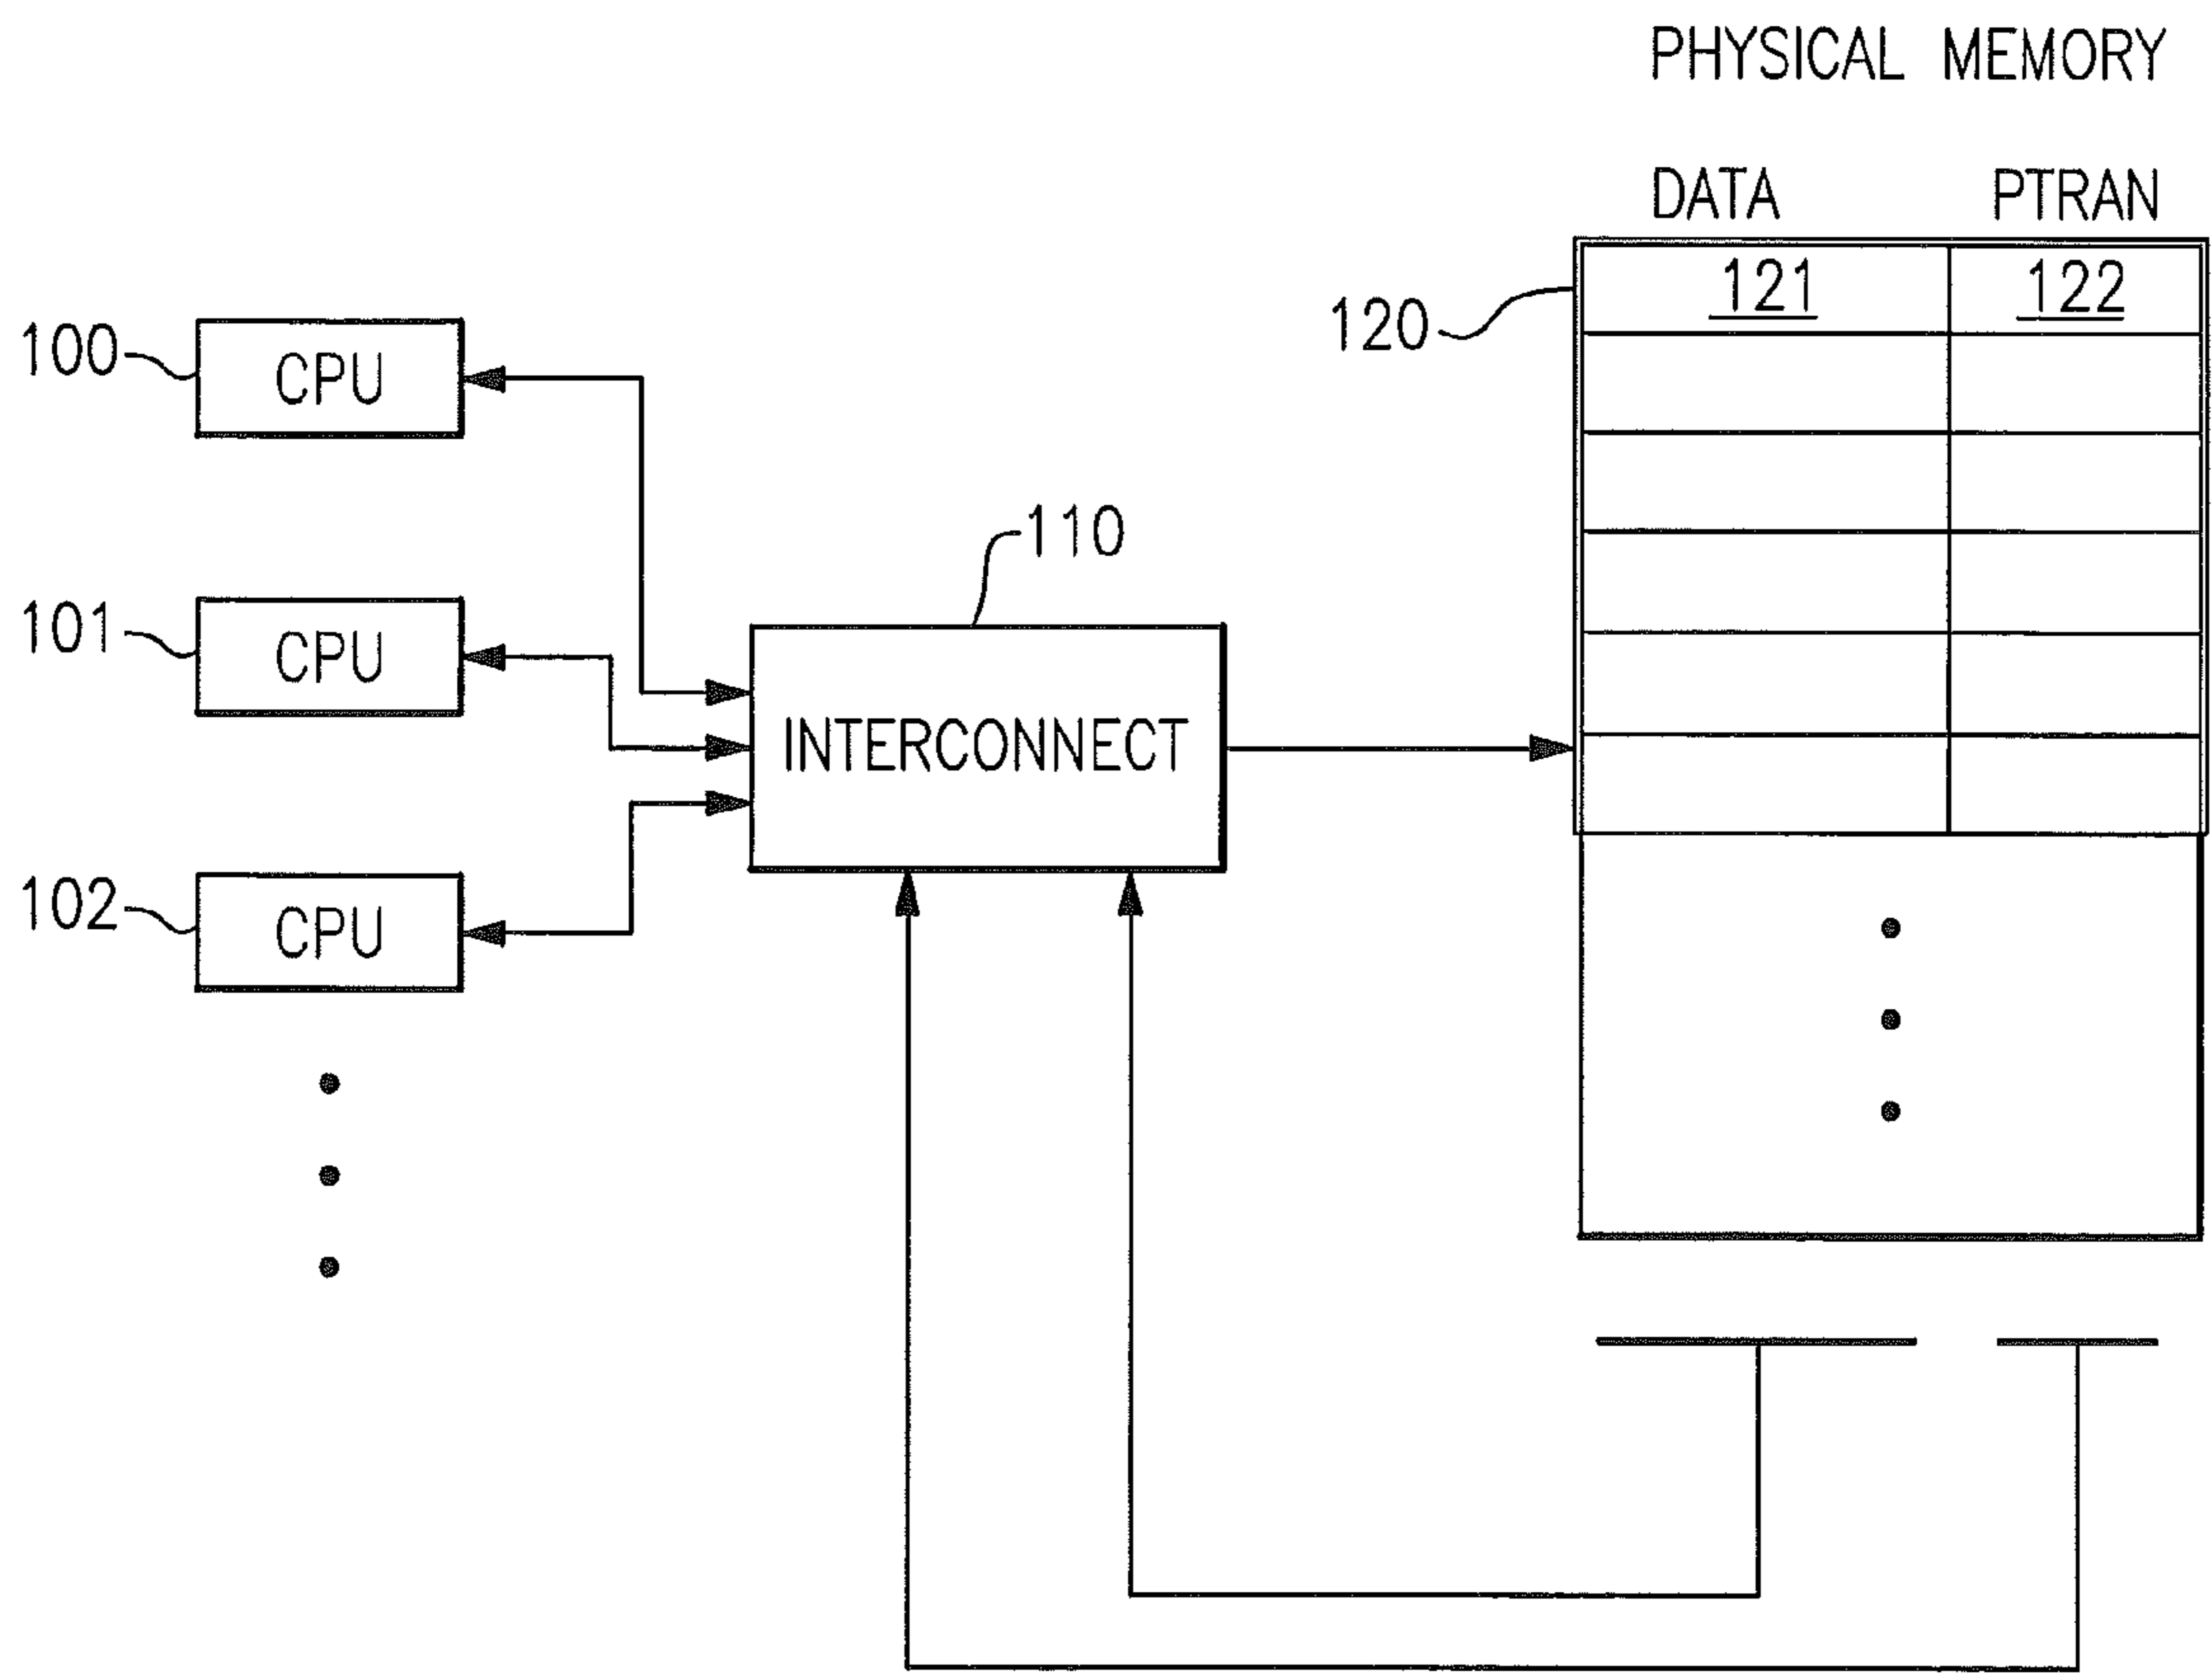 PHYSICAL MEMORY
DATA PTRAN
121 122
120
100 CPU
110
101 CPU
INTERCONNECT
102 CPU